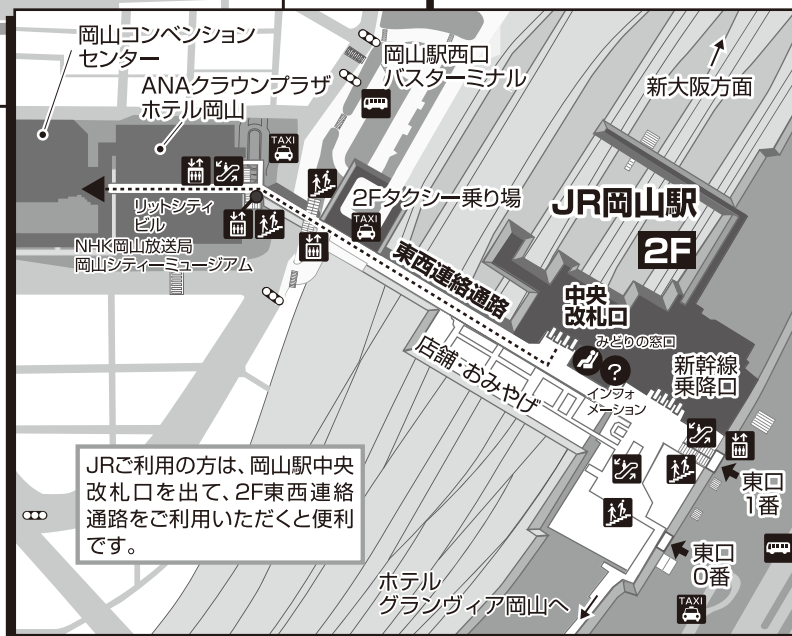 岡山コンベンション
センター
ANAクラウンプラザ
ホテル岡山
岡山駅西口
バスターミナル
新大阪方面
TAXI
2Fタクシー乗り場
TAXI
JR岡山駅
2F
リットシティ
ビル
NHK岡山放送局
岡山シティーミュージアム
東西連絡通路
中央
改札口
みどりの窓口
?
インフォ
メーション
新幹線
乗降口
店舗・おみやげ
JRご利用の方は、岡山駅中央
改札口を出て、2F東西連絡
通路をご利用いただくと便利
です。
東口
1番
東口
0番
TAXI
ホテル
グランヴィア岡山へ